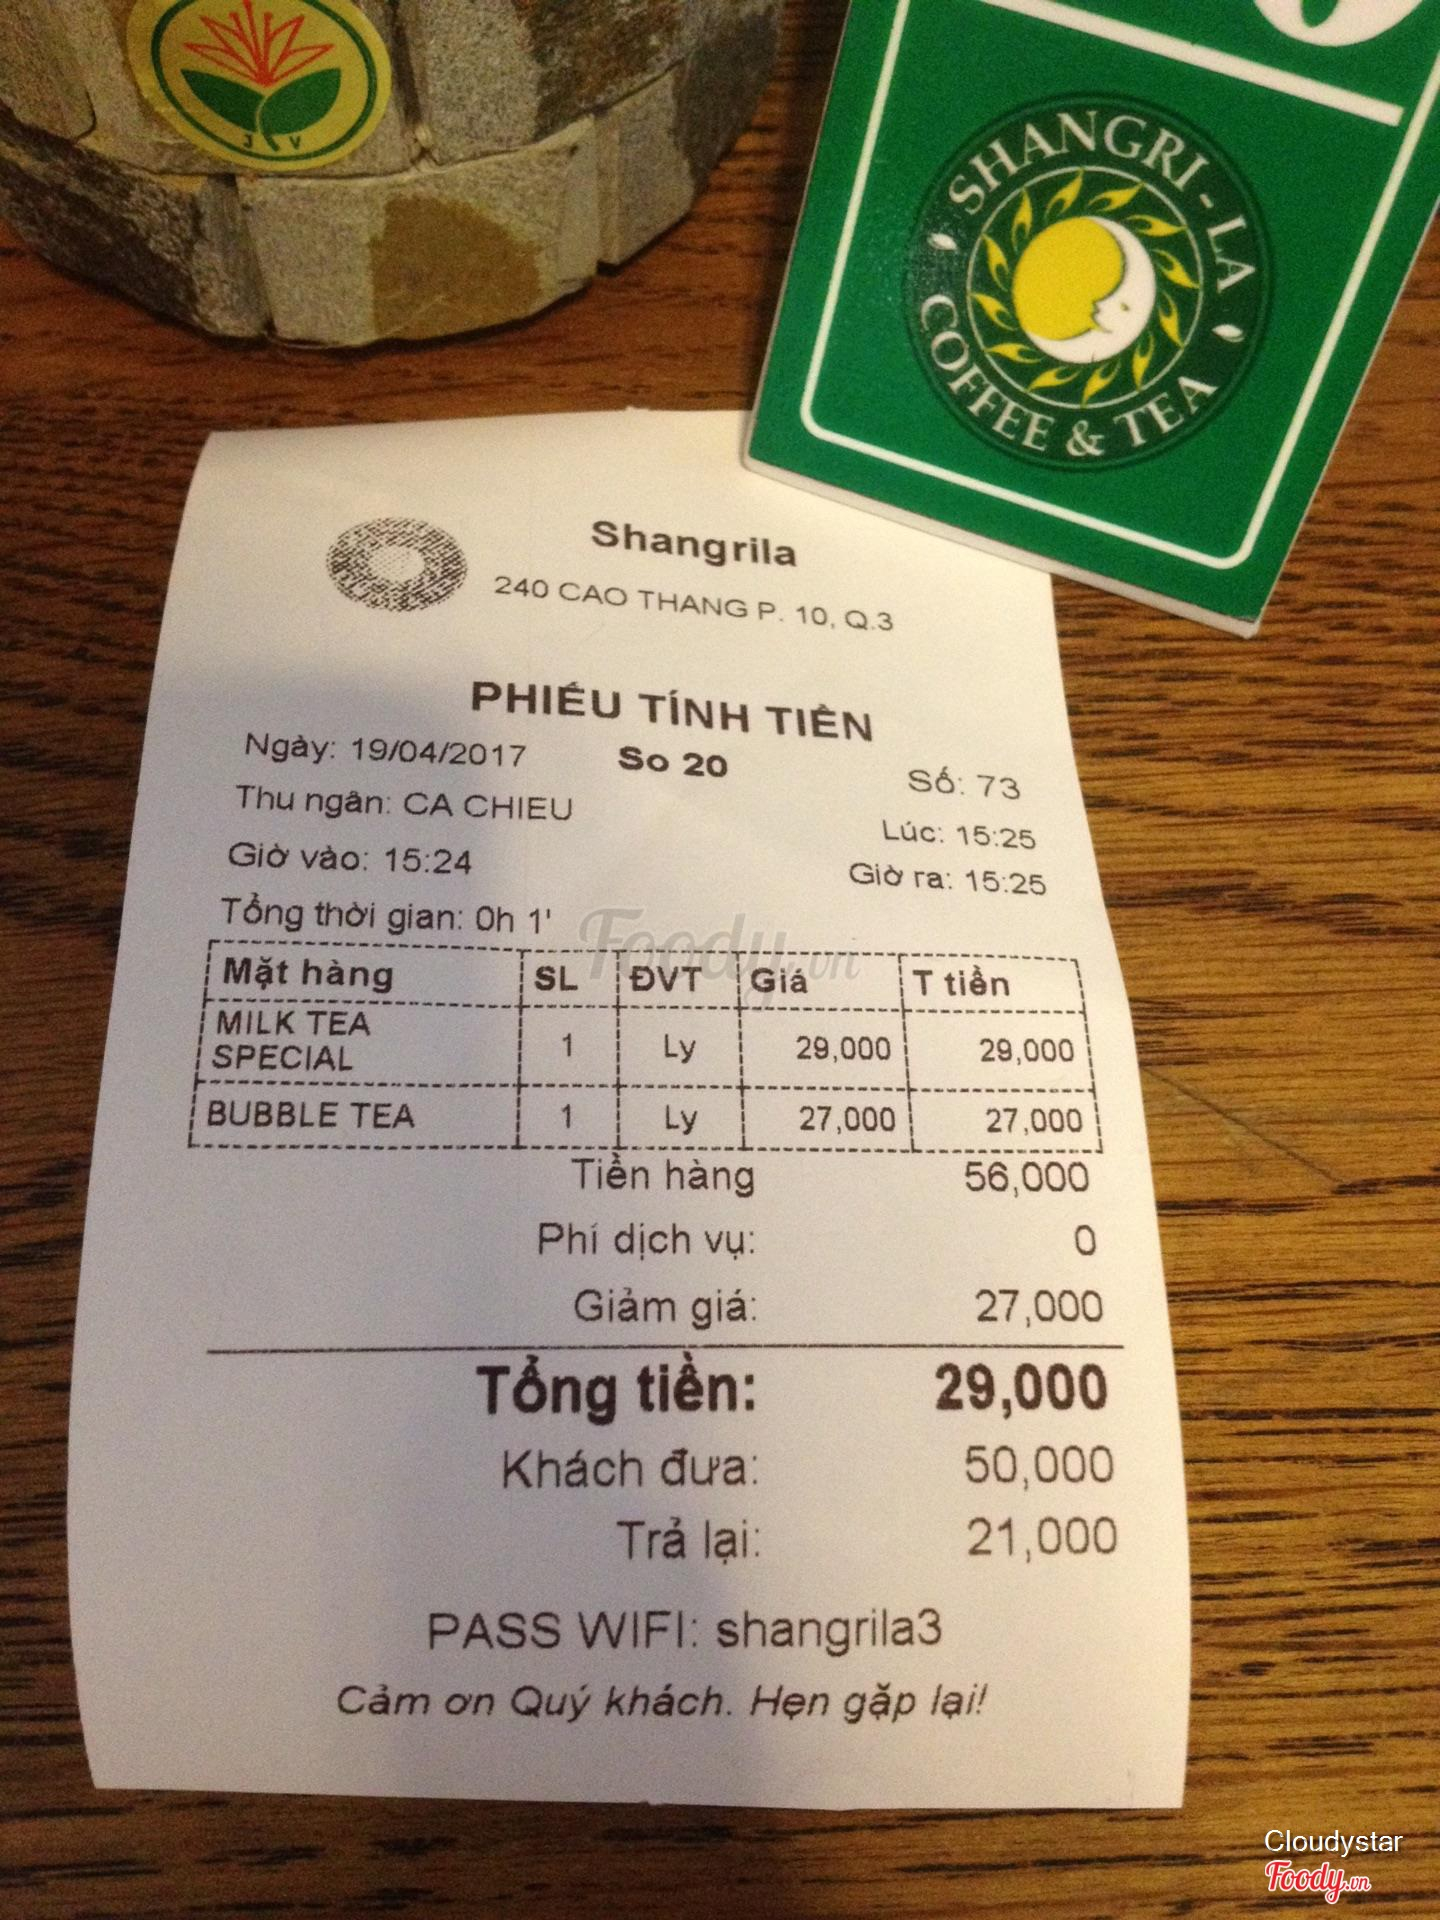 J V
SHANGRI-LA
COFFEE & TEA
Shangrila
240 CAO THANG P. 10, Q.3
PHIẾU TÍNH TIỀN
Ngày: 19/04/2017 So 20 Số: 73
Thu ngân: CA CHIEU Lúc: 15:25
Giờ vào: 15:24 Giờ ra: 15:25
Tổng thời gian: 0h 1'
Foody.vn
Mặt hàng SL ĐVT Giá T tiền
MILK TEA
SPECIAL 1 Ly 29,000 29,000
BUBBLE TEA 1 Ly 27,000 27,000
Tiền hàng 56,000
Phí dịch vụ: 0
Giảm giá: 27,000
Tổng tiền: 29,000
Khách đưa: 50,000
Trả lại: 21,000
PASS WIFI: shangrila3
Cảm ơn Quý khách. Hẹn gặp lại!
Cloudystar
Foody.vn